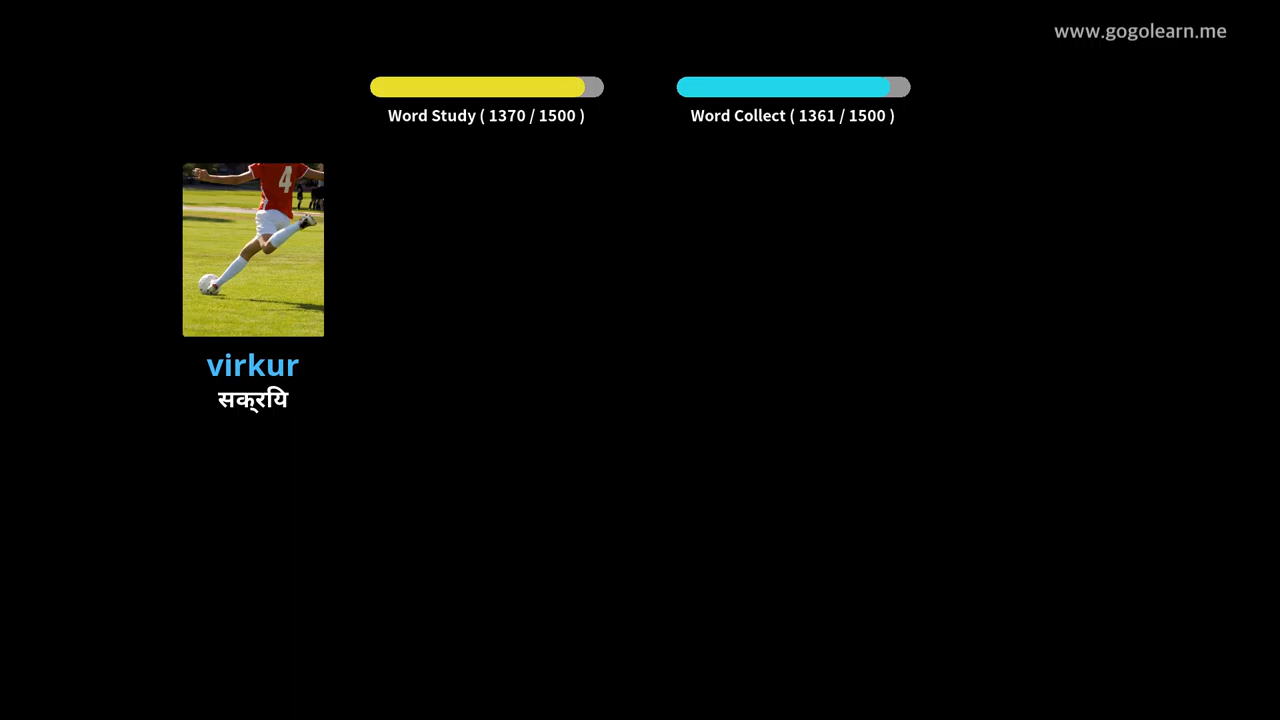 www.gogolearn.me
Word Study ( 1370 / 1500 )
Word Collect ( 1361 / 1500 )
4
virkur
सक्रयि